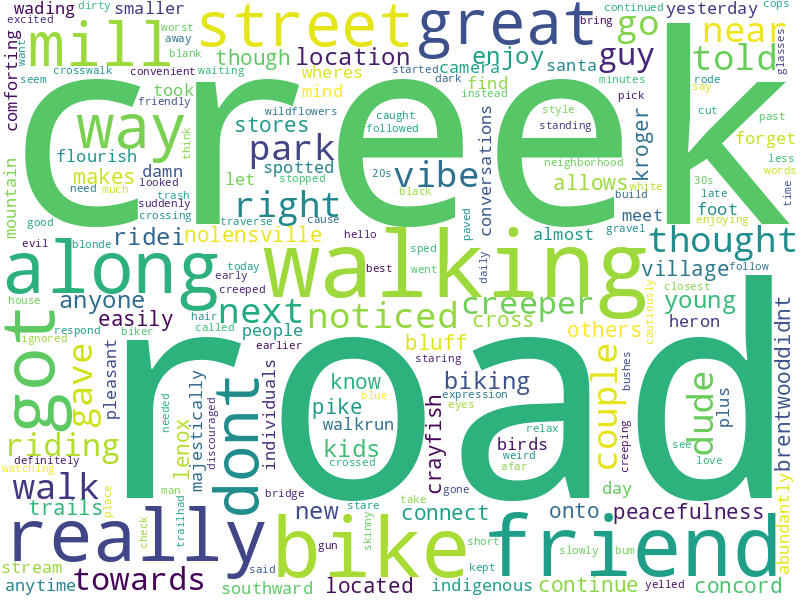 creek
road
walking
friend
bike
really
along
street
great
way
mill
got
go
near
told
guy
location
enjoy
camera
santa
yesterday
smaller
wading
though
comforting
excited
dirty
worst
away
want
blank
bring
continued
cops
glasses
seem
crosswalk
convenient
waiting
started
dark
instead
minutes
rode
say
wheres
mind
find
took
friendly
wildflowers
caught
followed
style
standing
pick
cut
past
stores
park
spotted
vibe
conversations
kroger
forget
less
words
time
flourish
makes
damn
think
let
stopped
20s
neighborhood
allows
build
white
30s
need
much
looked
trash
right
black
meet
foot
late
enjoying
mountain
suddenly
crossing
traverse
cause
paved
gravel
good
evil
blonde
ridei
nolensville
hello
sped
almost
thought
today
early
best
went
daily
village
follow
house
anyone
creeped
next
noticed
creeper
young
closest
easily
hair
called
people
cross
heron
cautiously
ignored
respond
biker
earlier
bluff
staring
others
bushes
brentwooddidnt
gave
pleasant
dont
know
blue
biking
expression
eyes
couple
dude
plus
riding
needed
majestically
discouraged
individuals
pike
walkrun
kids
crossed
crayfish
birds
relax
weird
afar
creeping
see
love
definitely
lenox
watching
walk
place
man
bridge
gone
day
trails
trailhad
new
stare
take
connect
onto
peacefulness
abundantly
check
gun
skinny
short
slowly
bum
stream
said
kept
yelled
anytime
towards
southward
located
indigenous
continue
concord